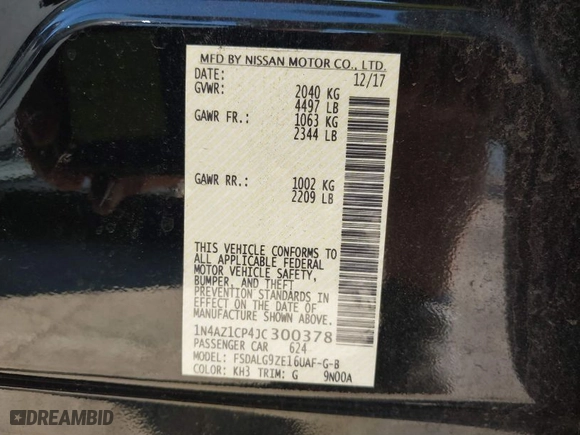 MFD BY NISSAN MOTOR CO., LTD.
DATE: 12/17
GVWR: 2040 KG
4497 LB
GAWR FR.: 1063 KG
2344 LB
GAWR RR.: 1002 KG
2209 LB
THIS VEHICLE CONFORMS TO
ALL APPLICABLE FEDERAL
MOTOR VEHICLE SAFETY,
BUMPER, AND THEFT
PREVENTION STANDARDS IN
EFFECT ON THE DATE OF
MANUFACTURE SHOWN ABOVE.
1N4AZ1CP4JC300378
PASSENGER CAR 624
MODEL: FSDALG9ZE16UAF-G-B
COLOR: KH3 TRIM: G 9N00A
DREAMBID